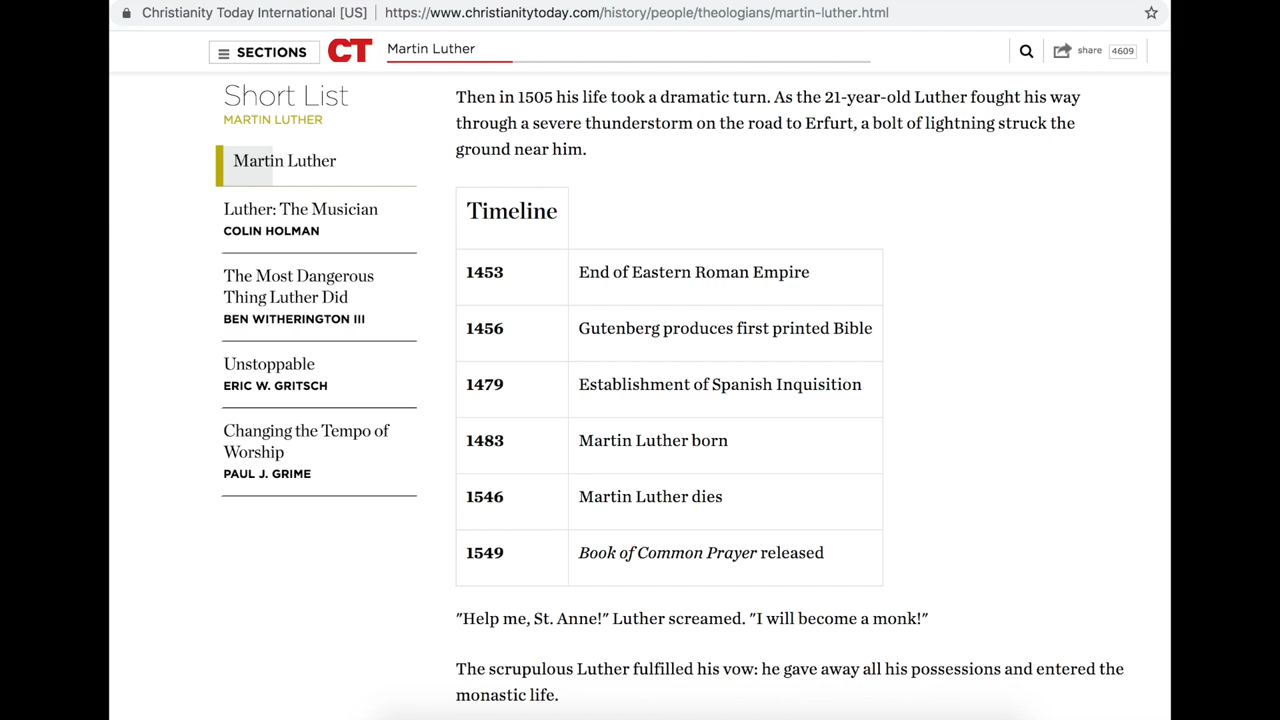 Christianity Today International [US] | https://www.christianitytoday.com/history/people/theologians/martin-luther.html
SECTIONS CT Martin Luther share 4609
Short List
MARTIN LUTHER
Martin Luther
Luther: The Musician
COLIN HOLMAN
The Most Dangerous
Thing Luther Did
BEN WITHERINGTON III
Unstoppable
ERIC W. GRITSCH
Changing the Tempo of
Worship
PAUL J. GRIME
Then in 1505 his life took a dramatic turn. As the 21-year-old Luther fought his way
through a severe thunderstorm on the road to Erfurt, a bolt of lightning struck the
ground near him.
Timeline
1453 End of Eastern Roman Empire
1456 Gutenberg produces first printed Bible
1479 Establishment of Spanish Inquisition
1483 Martin Luther born
1546 Martin Luther dies
1549 Book of Common Prayer released
"Help me, St. Anne!" Luther screamed. "I will become a monk!"
The scrupulous Luther fulfilled his vow: he gave away all his possessions and entered the
monastic life.